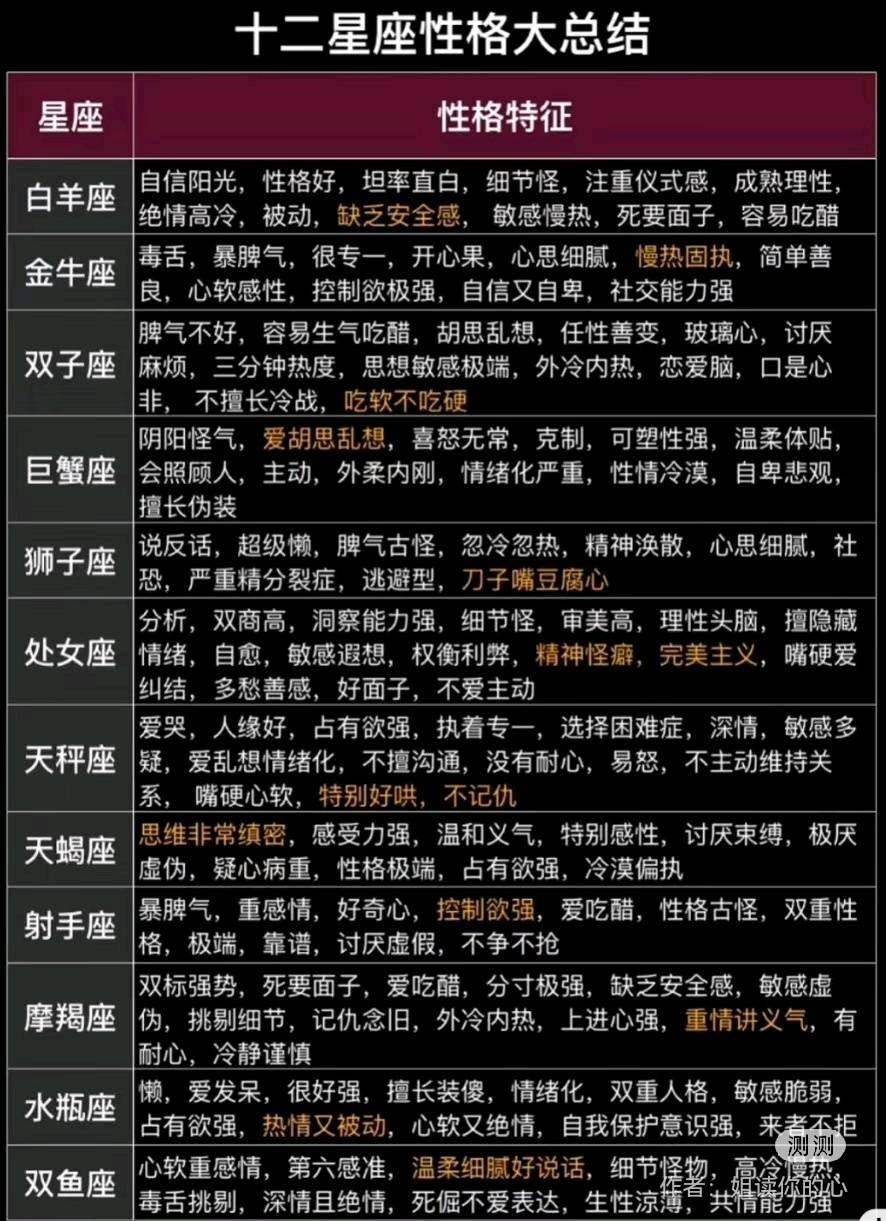 十二星座性格大总结
星座
性格特征
白羊座
自信阳光，性格好，坦率直白，细节怪，注重仪式感，成熟理性，
绝情高冷，被动，缺乏安全感， 敏感慢热，死要面子，容易吃醋
金牛座
毒舌，暴脾气，很专一，开心果，心思细腻，慢热固执，简单善
良，心软感性，控制欲极强，自信又自卑，社交能力强
双子座
脾气不好，容易生气吃醋，胡思乱想，任性善变，玻璃心，讨厌
麻烦，三分钟热度，思想敏感极端，外冷内热，恋爱脑，口是心
非， 不擅长冷战，吃软不吃硬
巨蟹座
阴阳怪气，爱胡思乱想，喜怒无常，克制，可塑性强，温柔体贴，
会照顾人，主动，外柔内刚，情绪化严重，性情冷漠，自卑悲观，
擅长伪装
狮子座
说反话，超级懒，脾气古怪，忽冷忽热，精神涣散，心思细腻，社
恐，严重精分裂症，逃避型，刀子嘴豆腐心
处女座
分析，双商高，洞察能力强，细节怪，审美高，理性头脑，擅隐藏
情绪，自愈，敏感遐想，权衡利弊，精神怪癖，完美主义，嘴硬爱
纠结，多愁善感，好面子，不爱主动
天秤座
爱哭，人缘好，占有欲强，执着专一，选择困难症，深情，敏感多
疑，爱乱想情绪化，不擅沟通，没有耐心，易怒，不主动维持关
系， 嘴硬心软，特别好哄，不记仇
天蝎座
思维非常缜密，感受力强，温和义气，特别感性，讨厌束缚，极厌
虚伪，疑心病重，性格极端，占有欲强，冷漠偏执
射手座
暴脾气，重感情，好奇心，控制欲强，爱吃醋，性格古怪，双重性
格，极端，靠谱，讨厌虚假，不争不抢
摩羯座
双标强势，死要面子，爱吃醋，分寸极强，缺乏安全感，敏感虚
伪，挑剔细节，记仇念旧，外冷内热，上进心强，重情讲义气，有
耐心，冷静谨慎
水瓶座
懒，爱发呆，很好强，擅长装傻，情绪化，双重人格，敏感脆弱，
占有欲强，热情又被动，心软又绝情，自我保护意识强，来者不拒
测测
双鱼座
心软重感情，第六感准，温柔细腻好说话，细节怪物，高冷慢热，
毒舌挑剔，深情且绝情，死倔不爱表达，生性凉薄，共情能力强
作者：姐读你的心